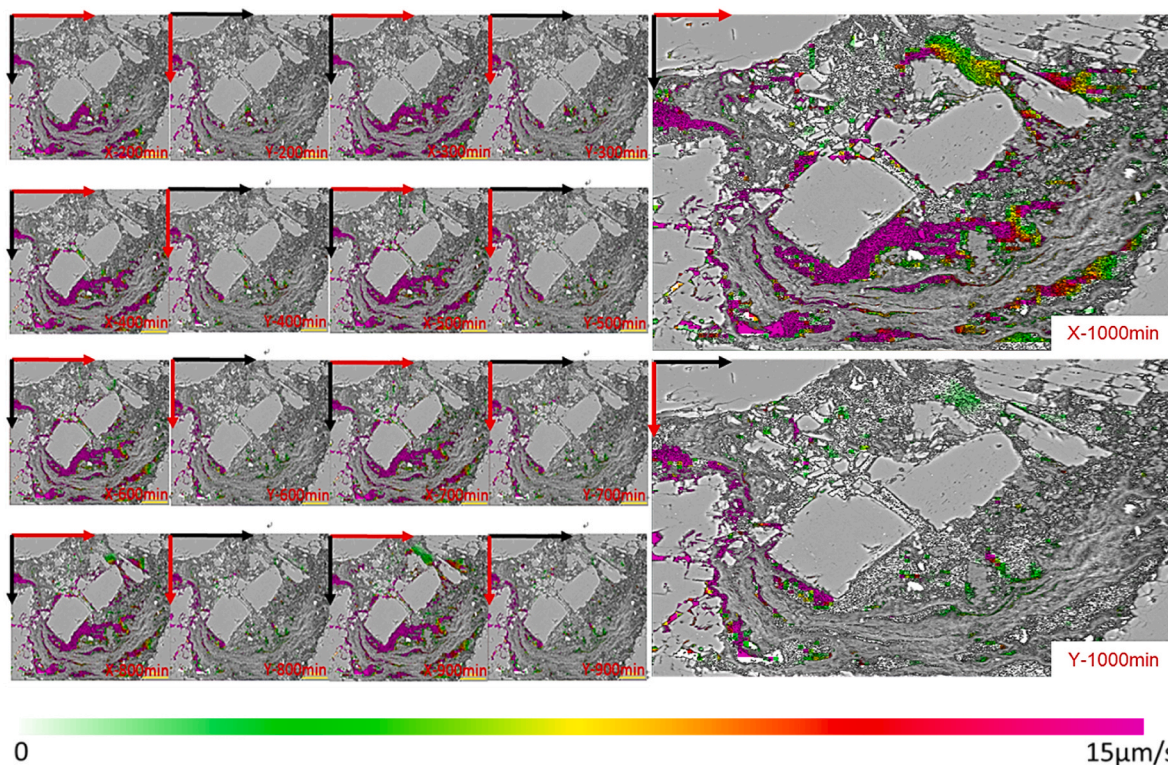 X-200min Y-200min X-300min Y-300min
X-400min Y-400min X-500min Y-500min
X-600min Y-600min X-700min Y-700min
X-800min Y-800min X-900min Y-900min
X-1000min
Y-1000min
0 15μm/s